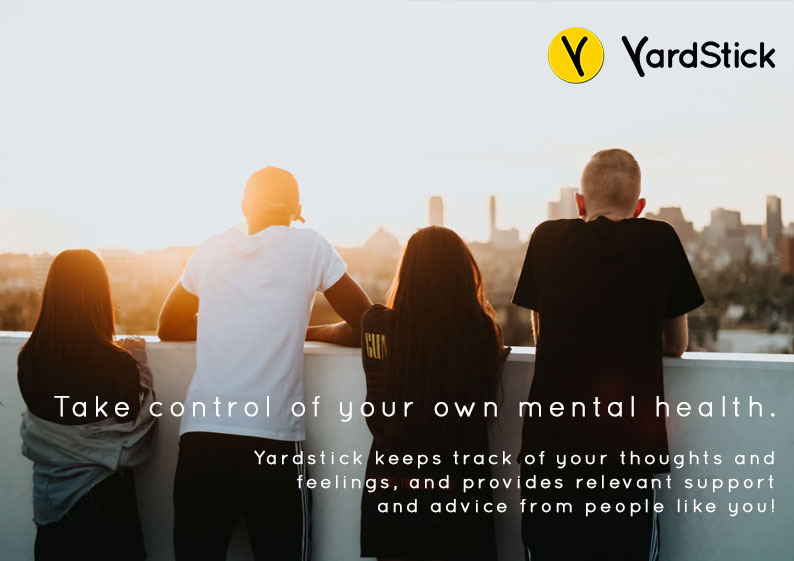 Y YardStick
Take control of your own mental health.
Yardstick keeps track of your thoughts and
feelings, and provides relevant support
and advice from people like you!